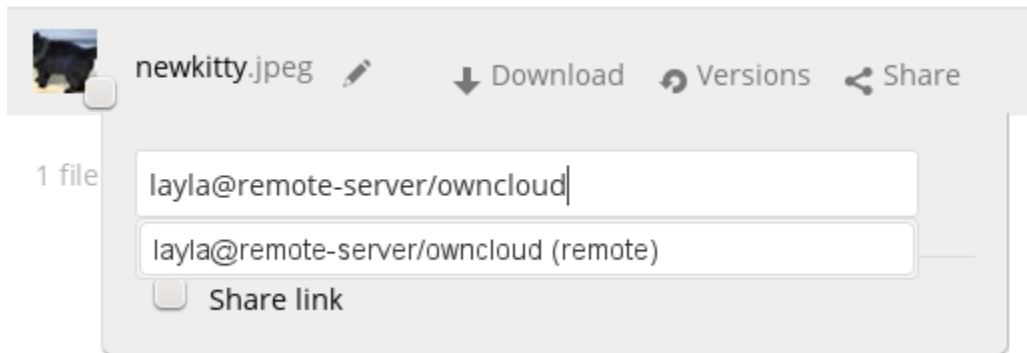 newkitty.jpeg Download Versions Share
1 file
layla@remote-server/owncloud
layla@remote-server/owncloud (remote)
Share link